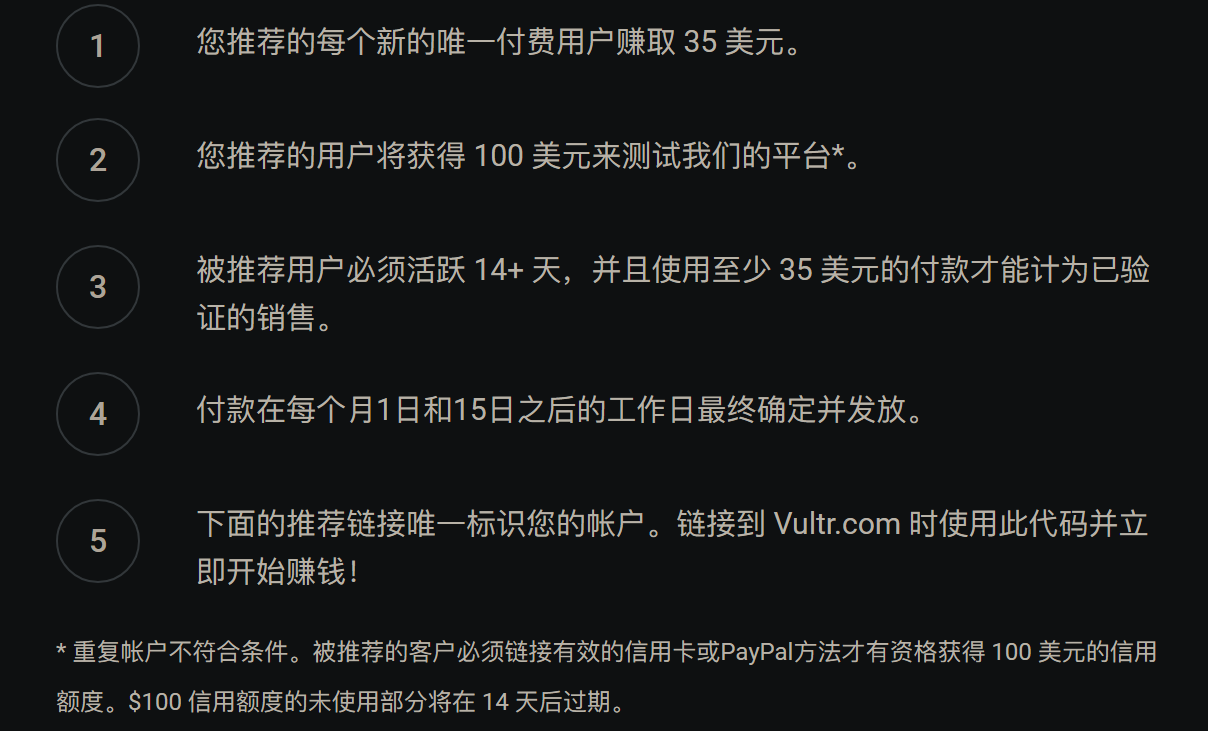 1
您推荐的每个新的唯一付费用户赚取 35 美元。
2
您推荐的用户将获得 100 美元来测试我们的平台*。
3
被推荐用户必须活跃 14+ 天，并且使用至少 35 美元的付款才能计为已验
证的销售。
4
付款在每个月1日和15日之后的工作日最终确定并发放。
5
下面的推荐链接唯一标识您的帐户。链接到 Vultr.com 时使用此代码并立
即开始赚钱！
* 重复帐户不符合条件。被推荐的客户必须链接有效的信用卡或PayPal方法才有资格获得 100 美元的信用
额度。$100 信用额度的未使用部分将在 14 天后过期。